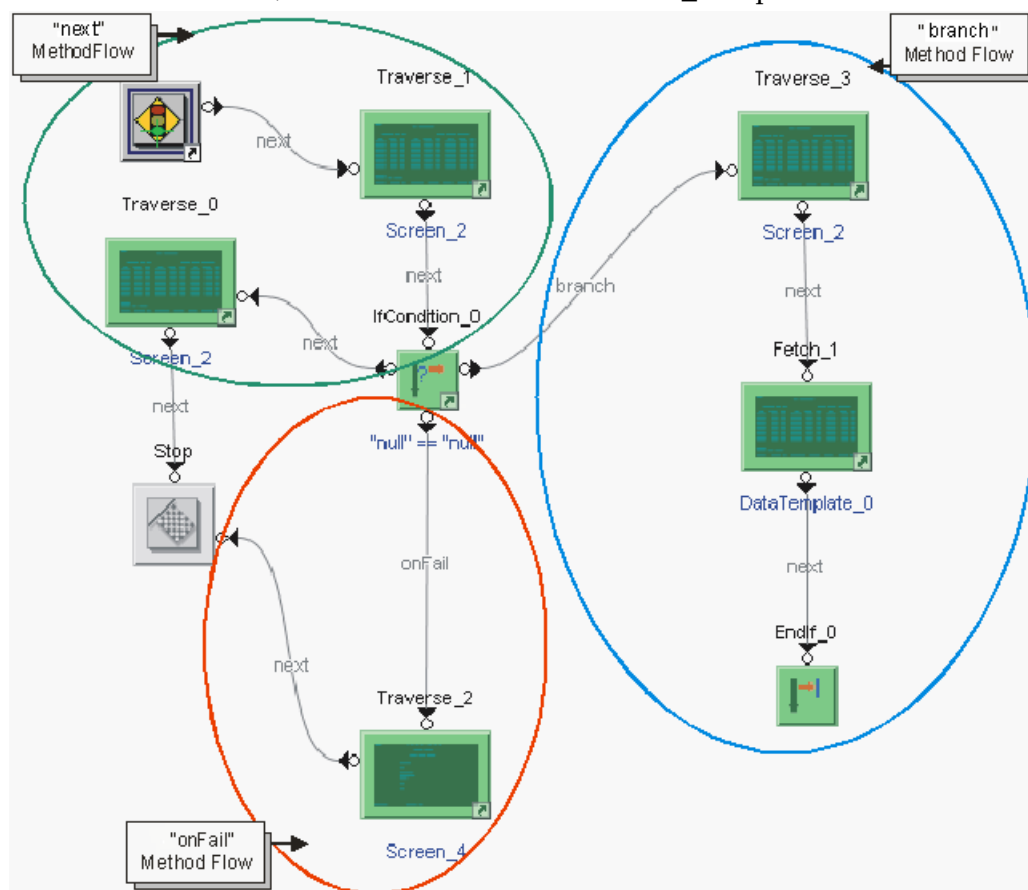 "next"
MethodFlow
"branch"
Method Flow
Traverse_1
Traverse_3
next
Traverse_0
Screen_2
Screen_2
next
branch
next
IfCondition_0
next
Screen_2
Fetch_1
next
"null" == "null"
Stop
DataTemplate_0
onFail
next
EndIf_0
next
Traverse_2
"onFail"
Method Flow
Screen_4